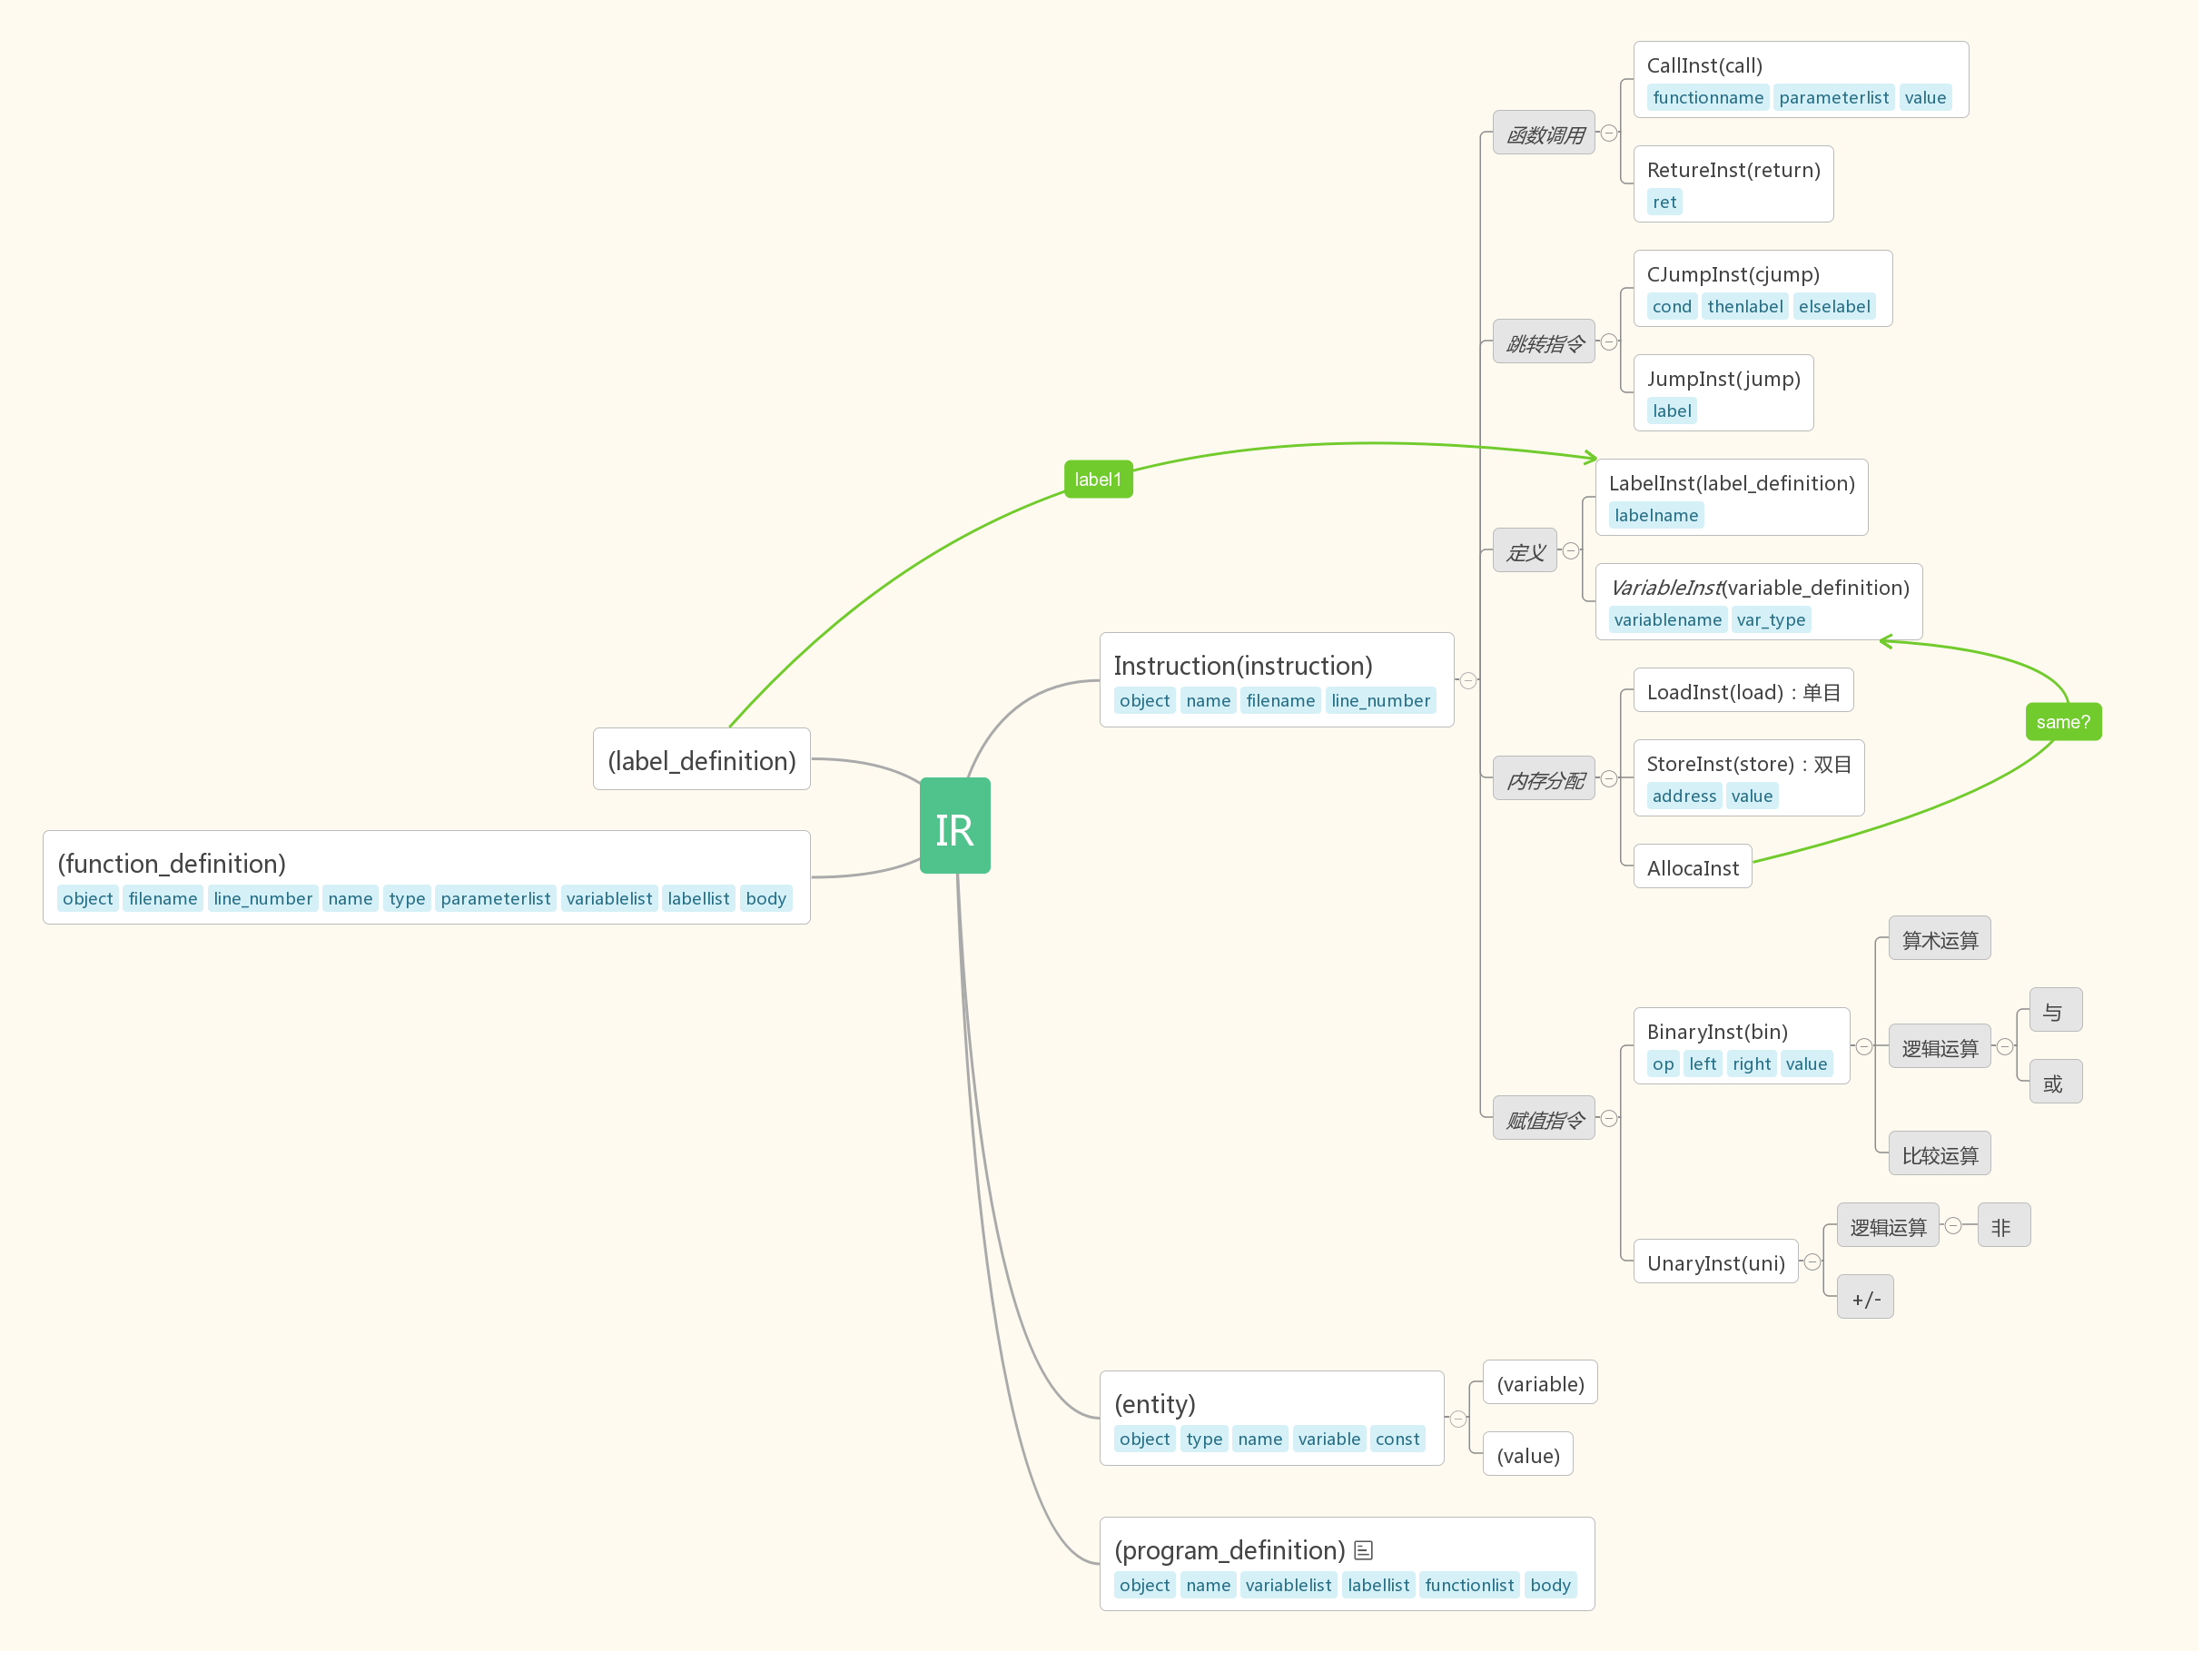 CallInst(call)
functionname parameterlist value
函数调用
RetureInst(return)
ret
CJumpInst(cjump)
cond thenlabel elselabel
跳转指令
JumpInst(jump)
label
label1
LabelInst(label_definition)
labelname
定义
VariableInst(variable_definition)
variablename var_type
Instruction(instruction)
object name filename line_number
LoadInst(load)：单目
same?
StoreInst(store)：双目
address value
内存分配
AllocaInst
(label_definition)
IR
(function_definition)
object filename line_number name type parameterlist variablelist labellist body
算术运算
与
BinaryInst(bin)
op left right value
逻辑运算
或
赋值指令
比较运算
逻辑运算
非
UnaryInst(uni)
+/-
(entity)
object type name variable const
(variable)
(value)
(program_definition)
object name variablelist labellist functionlist body